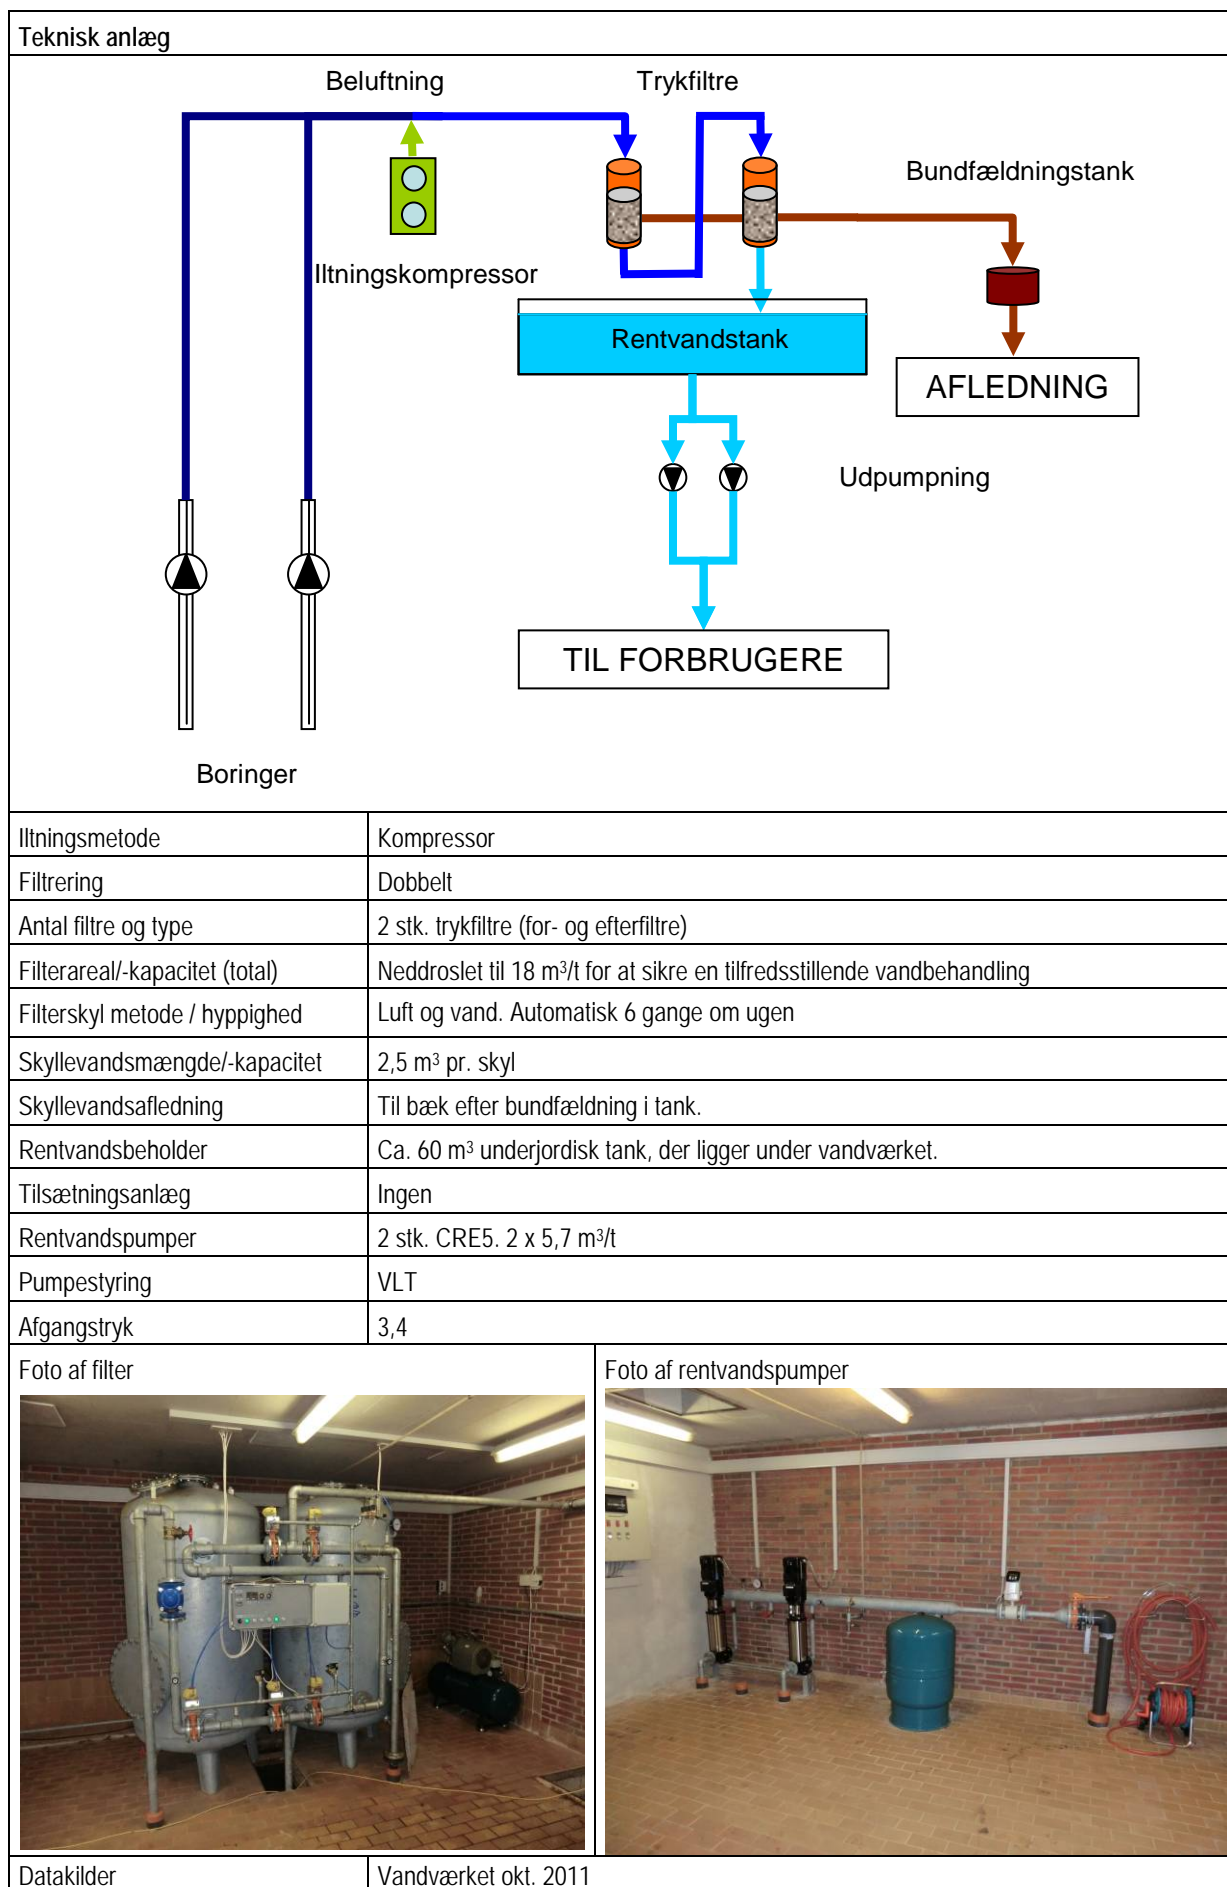 Teknisk anlæg
Beluftning
Trykfiltre
Bundfældningstank
Iltningskompressor
Rentvandstank
AFLEDNING
Udpumpning
TIL FORBRUGERE
Boringer
Iltningsmetode Kompressor
Filtrering Dobbelt
Antal filtre og type 2 stk. trykfiltre (for- og efterfiltre)
Filterareal/-kapacitet (total) Neddroslet til 18 m³/t for at sikre en tilfredsstillende vandbehandling
Filterskyl metode / hyppighed Luft og vand. Automatisk 6 gange om ugen
Skyllevandsmængde/-kapacitet 2,5 m³ pr. skyl
Skyllevandsafledning Til bæk efter bundfældning i tank.
Rentvandsbeholder Ca. 60 m³ underjordisk tank, der ligger under vandværket.
Tilsætningsanlæg Ingen
Rentvandspumper 2 stk. CRE5. 2 x 5,7 m³/t
Pumpestyring VLT
Afgangstryk 3,4
Foto af filter Foto af rentvandspumper
Datakilder Vandværket okt. 2011